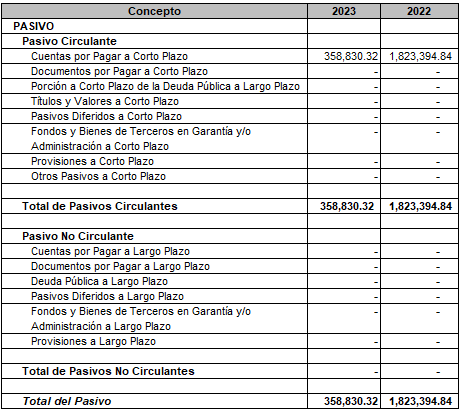 Concepto 2023 2022
PASIVO
Pasivo Circulante
Cuentas por Pagar a Corto Plazo 358,830.32 1,823,394.84
Documentos por Pagar a Corto Plazo - -
Porción a Corto Plazo de la Deuda Pública a Largo Plazo - -
Títulos y Valores a Corto Plazo - -
Pasivos Diferidos a Corto Plazo - -
Fondos y Bienes de Terceros en Garantía y/o - -
Administración a Corto Plazo
Provisiones a Corto Plazo - -
Otros Pasivos a Corto Plazo - -
Total de Pasivos Circulantes 358,830.32 1,823,394.84
Pasivo No Circulante
Cuentas por Pagar a Largo Plazo - -
Documentos por Pagar a Largo Plazo - -
Deuda Pública a Largo Plazo - -
Pasivos Diferidos a Largo Plazo - -
Fondos y Bienes de Terceros en Garantía y/o - -
Administración a Largo Plazo
Provisiones a Largo Plazo - -
Total de Pasivos No Circulantes - -
Total del Pasivo 358,830.32 1,823,394.84